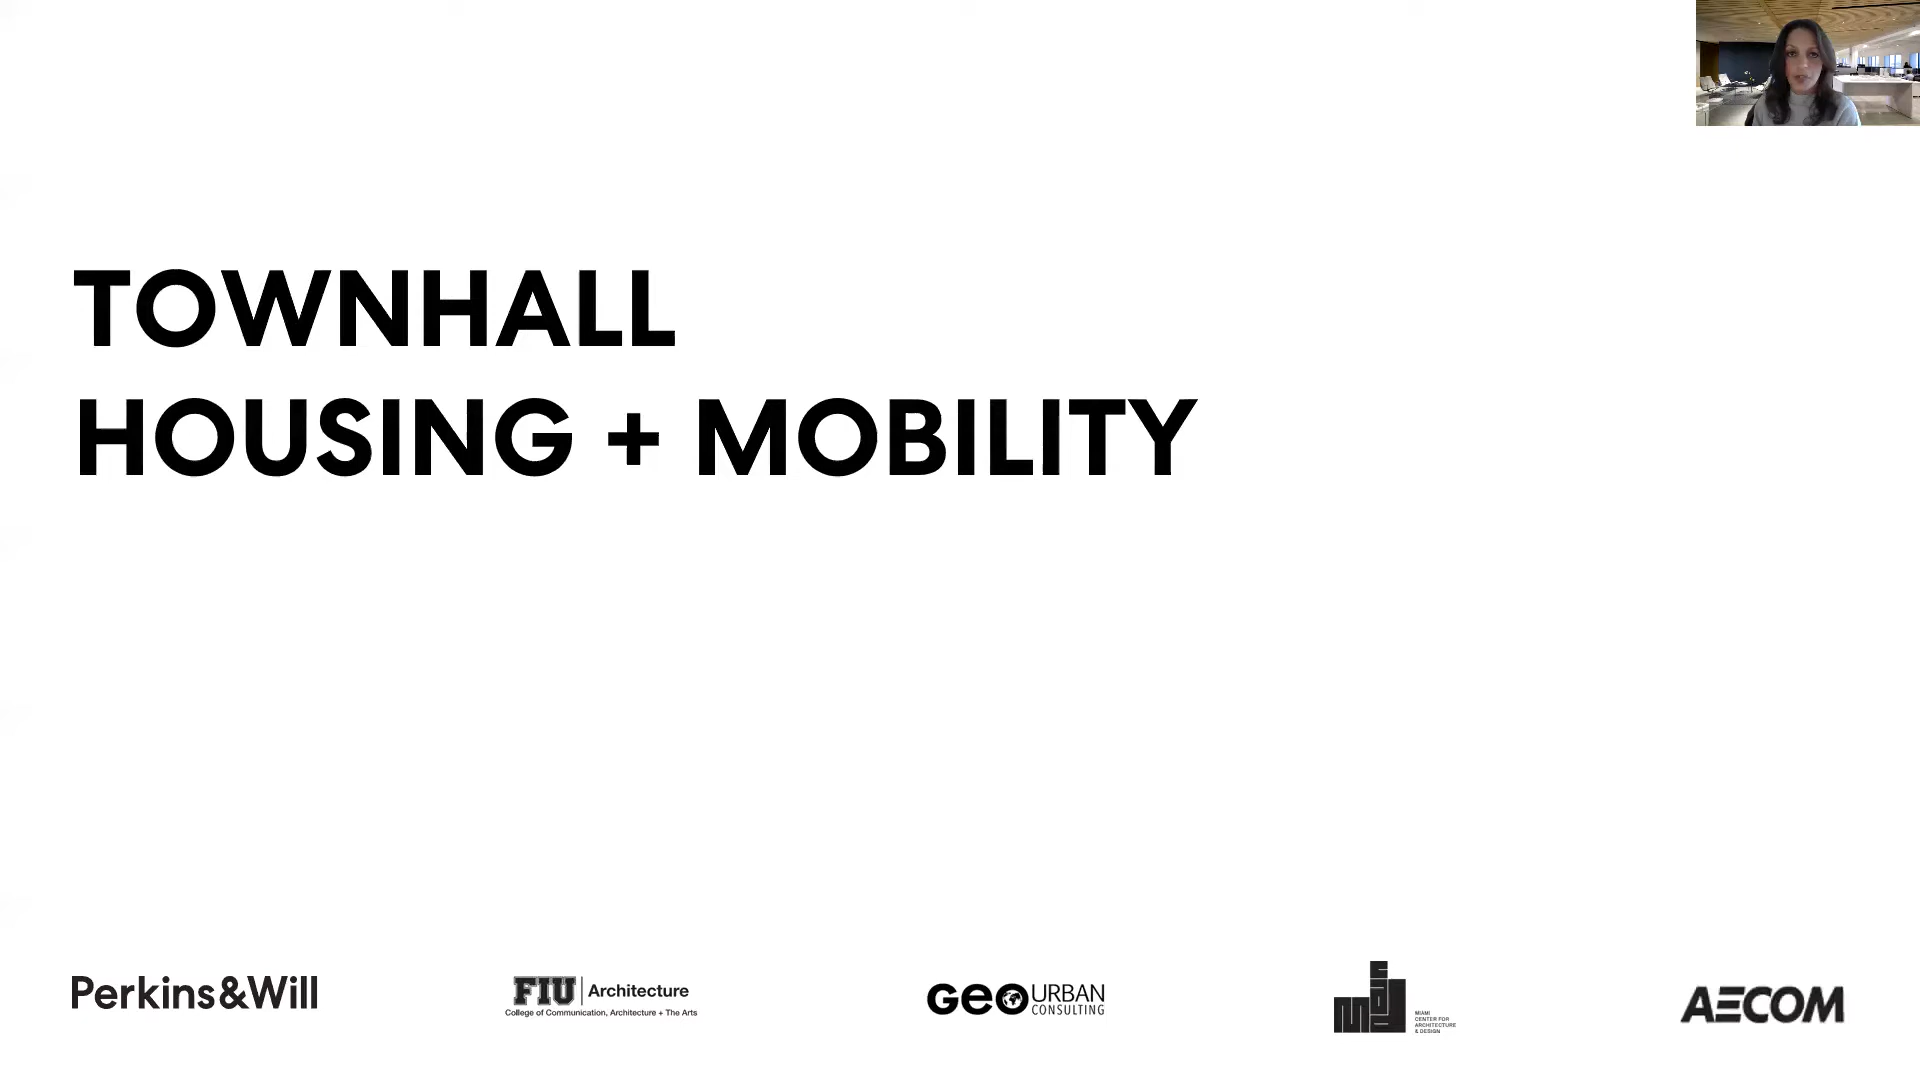 TOWNHALL
HOUSING + MOBILITY
Perkins&Will
FIU Architecture
College of Communication, Architecture + The Arts
GEO URBAN
CONSULTING
mcad
MIAMI
CENTER FOR
ARCHITECTURE
& DESIGN
AECOM